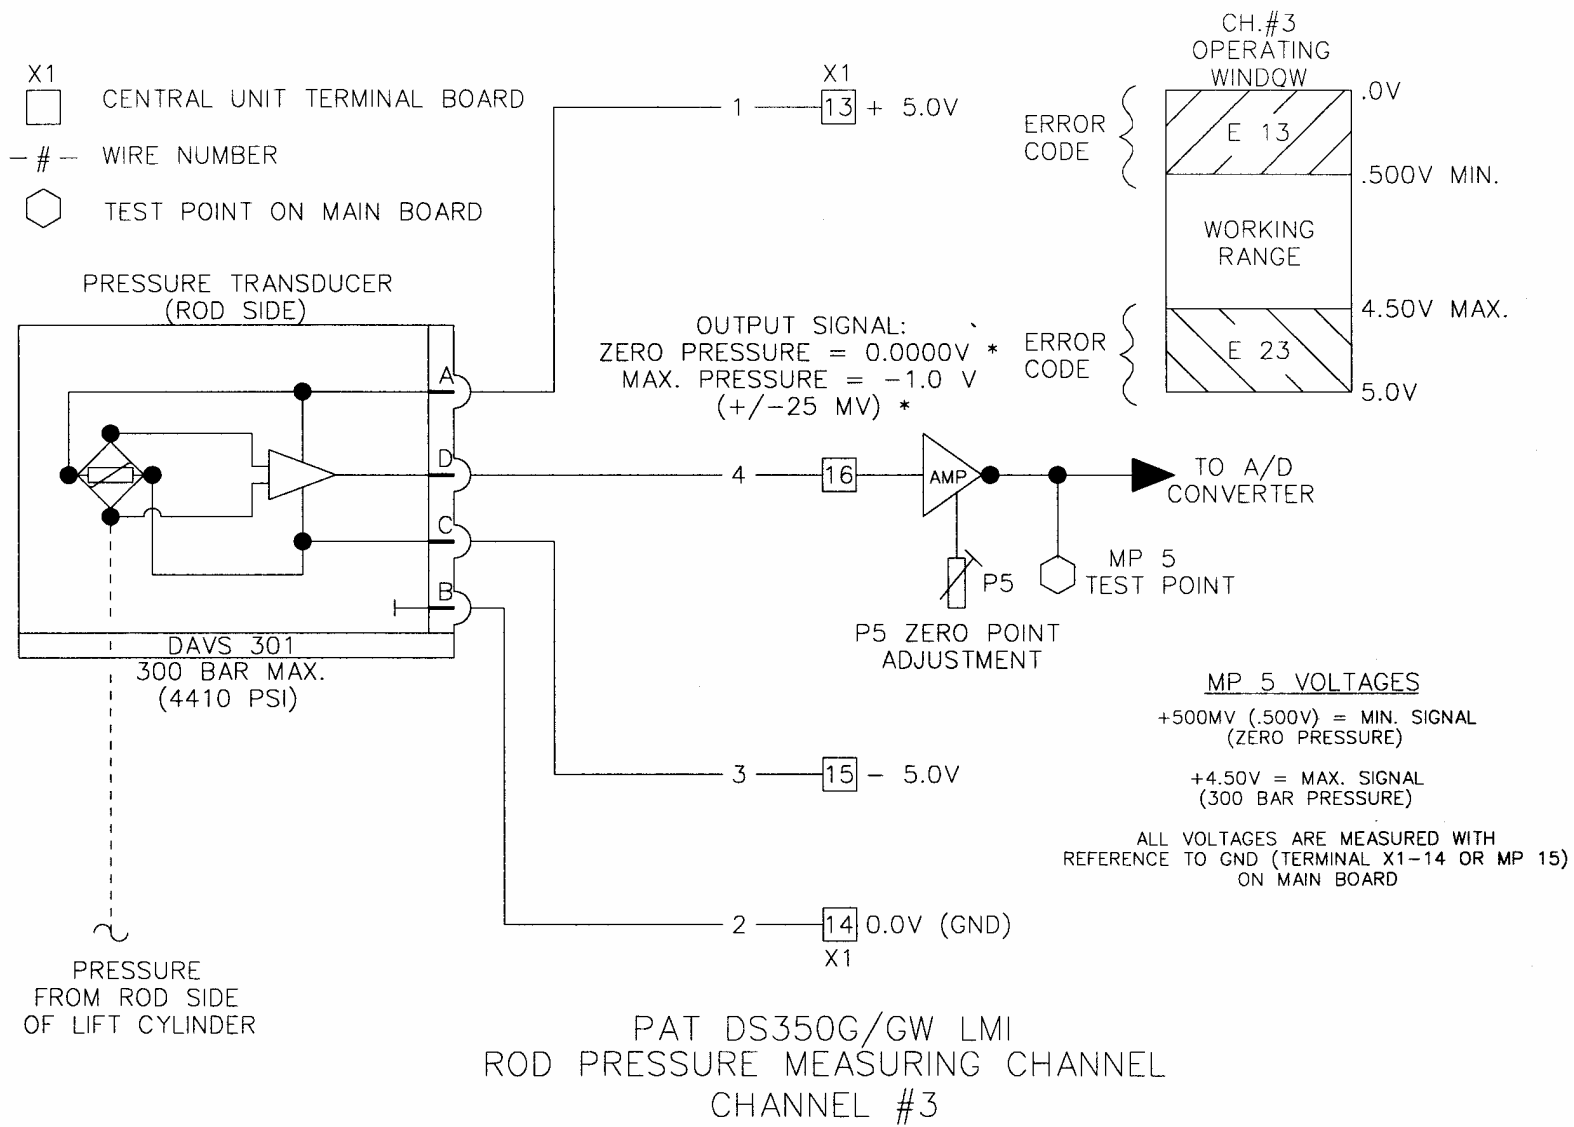 X1
CENTRAL UNIT TERMINAL BOARD
-#- WIRE NUMBER
TEST POINT ON MAIN BOARD
PRESSURE TRANSDUCER
(ROD SIDE)
A
D
C
B
DAVS 301
300 BAR MAX.
(4410 PSI)
PRESSURE
FROM ROD SIDE
OF LIFT CYLINDER
X1
1 13 + 5.0V
OUTPUT SIGNAL:
ZERO PRESSURE = 0.0000V *
MAX. PRESSURE = -1.0 V
(+/-25 MV) *
4 16
AMP
TO A/D
CONVERTER
P5
MP 5
TEST POINT
P5 ZERO POINT
ADJUSTMENT
3 15 - 5.0V
2 14 0.0V (GND)
X1
CH.#3
OPERATING
WINDOW
.0V
ERROR
CODE
E 13
.500V MIN.
WORKING
RANGE
4.50V MAX.
ERROR
CODE
E 23
5.0V
MP 5 VOLTAGES
+500MV (.500V) = MIN. SIGNAL
(ZERO PRESSURE)
+4.50V = MAX. SIGNAL
(300 BAR PRESSURE)
ALL VOLTAGES ARE MEASURED WITH
REFERENCE TO GND (TERMINAL X1-14 OR MP 15)
ON MAIN BOARD
PAT DS350G/GW LMI
ROD PRESSURE MEASURING CHANNEL
CHANNEL #3